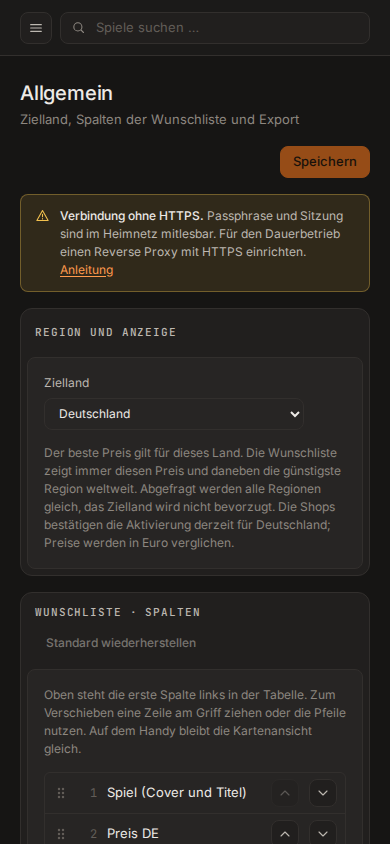 Spiele suchen ...
Allgemein
Zielland, Spalten der Wunschliste und Export
Speichern
Verbindung ohne HTTPS. Passphrase und Sitzung
sind im Heimnetz mitlesbar. Für den Dauerbetrieb
einen Reverse Proxy mit HTTPS einrichten.
Anleitung
REGION UND ANZEIGE
Zielland
Deutschland
Der beste Preis gilt für dieses Land. Die Wunschliste
zeigt immer diesen Preis und daneben die günstigste
Region weltweit. Abgefragt werden alle Regionen
gleich, das Zielland wird nicht bevorzugt. Die Shops
bestätigen die Aktivierung derzeit für Deutschland;
Preise werden in Euro verglichen.
WUNSCHLISTE · SPALTEN
Standard wiederherstellen
Oben steht die erste Spalte links in der Tabelle. Zum
Verschieben eine Zeile am Griff ziehen oder die Pfeile
nutzen. Auf dem Handy bleibt die Kartenansicht
gleich.
1 Spiel (Cover und Titel)
2 Preis DE